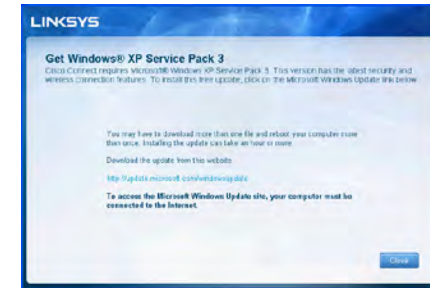 LINKSYS
Get Windows® XP Service Pack 3
Cisco Connect requires Microsoft® Windows XP Service Pack 3. This version has the latest security and
wireless connection features. To install this free update, click on the Microsoft Windows Update link below.
You may have to download more than one file and reboot your computer more
than once. Installing the update can take an hour or more.
Download the update from this website:
http://update.microsoft.com/windowsupdate
To access the Microsoft Windows Update site, your computer must be
connected to the Internet.
Close